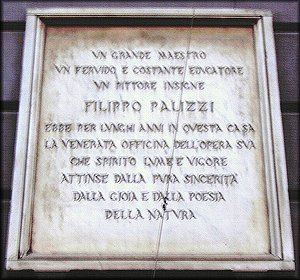 VN GRANDE MAESTRO
VN FERVIDO E COSTANTE EDVCATORE
VN PITTORE INSIGNE
FILIPPO PALIZZI
EBBE PER LVNGHI ANNI IN QVESTA CASA
LA VENERATA OFFICINA DELL'OPERA SVA
CHE SPIRITO LVME E VIGORE
ATTINSE DALLA PVRA SINCERITÀ
DALLA GIOIA E DALLA POESIA
DELLA NATVRA